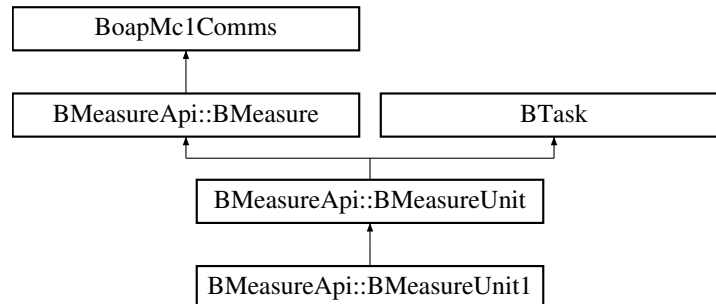 BoapMc1Comms
BMeasureApi::BMeasure
BTask
BMeasureApi::BMeasureUnit
BMeasureApi::BMeasureUnit1